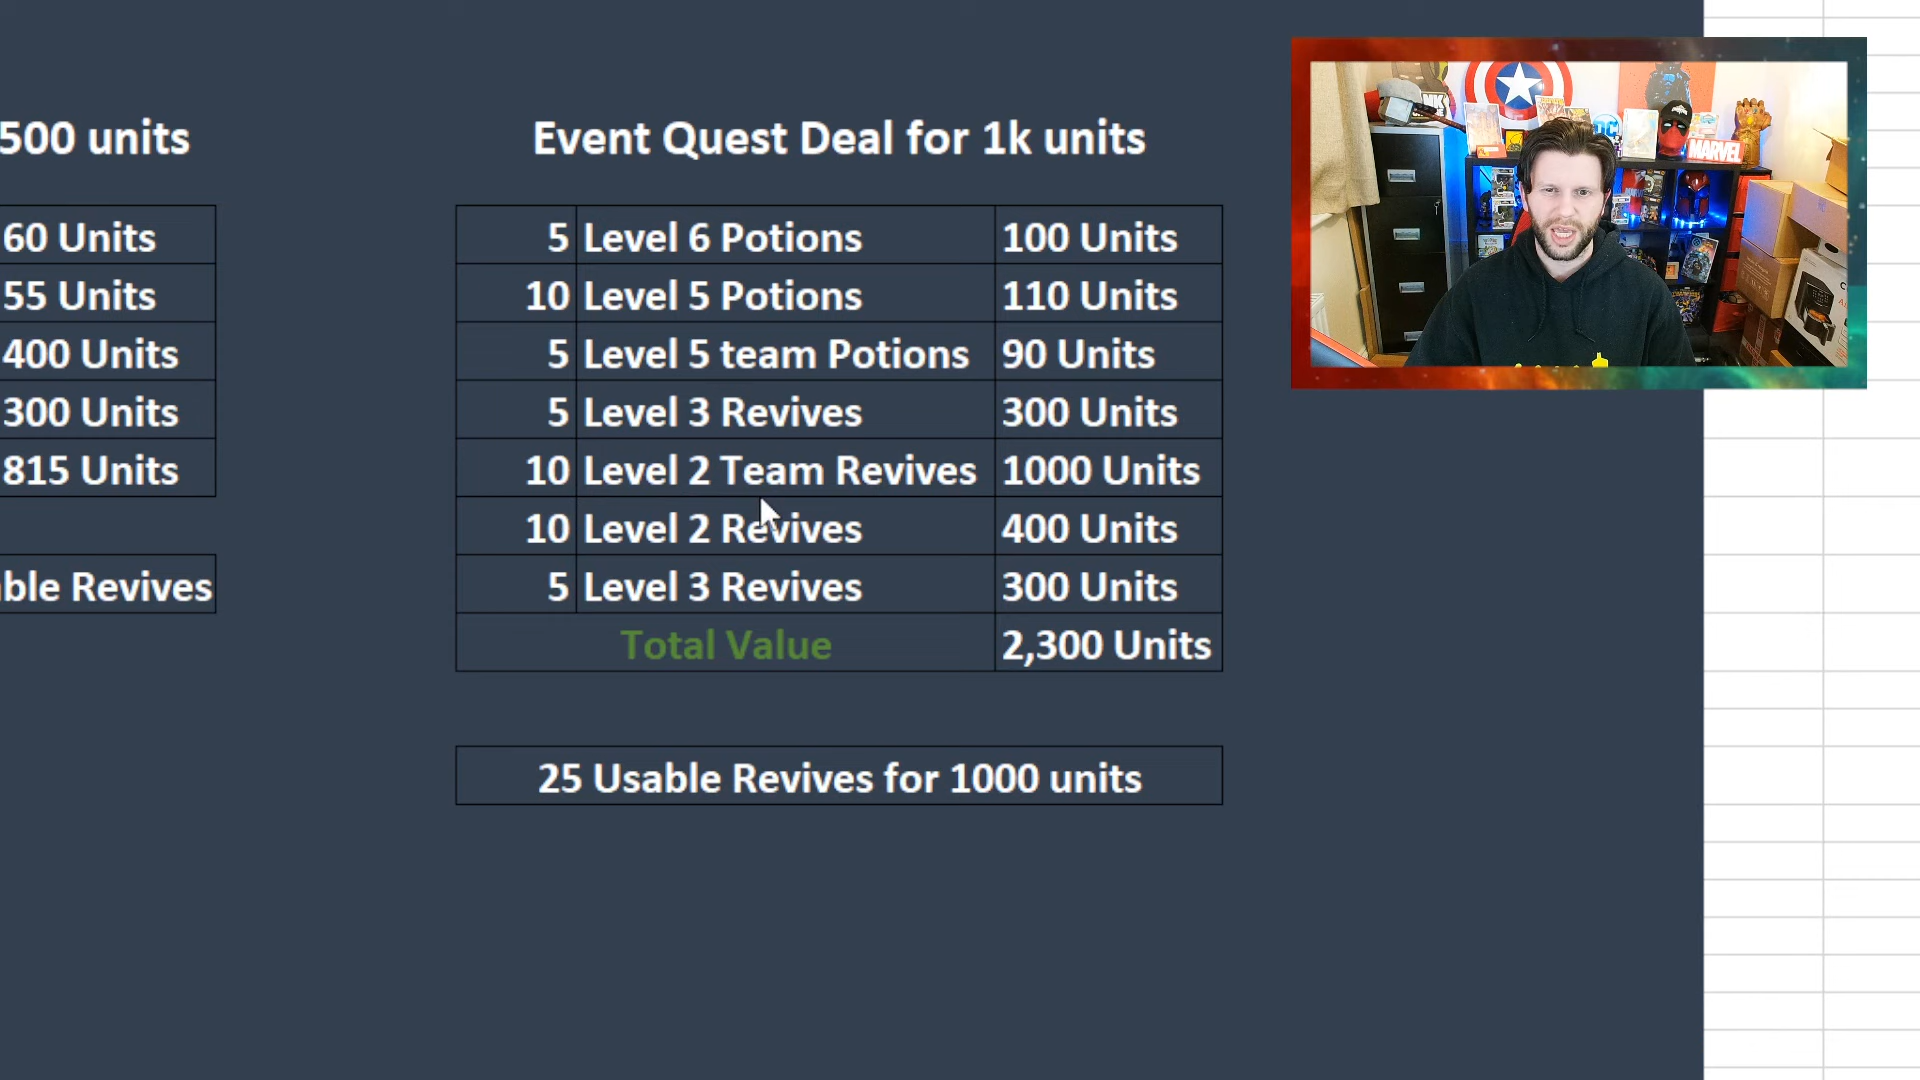 500 units
60 Units
55 Units
400 Units
300 Units
815 Units
ble Revives
Event Quest Deal for 1k units
5 Level 6 Potions 100 Units
10 Level 5 Potions 110 Units
5 Level 5 team Potions 90 Units
5 Level 3 Revives 300 Units
10 Level 2 Team Revives 1000 Units
10 Level 2 Revives 400 Units
5 Level 3 Revives 300 Units
Total Value 2,300 Units
25 Usable Revives for 1000 units
DC
MARVEL